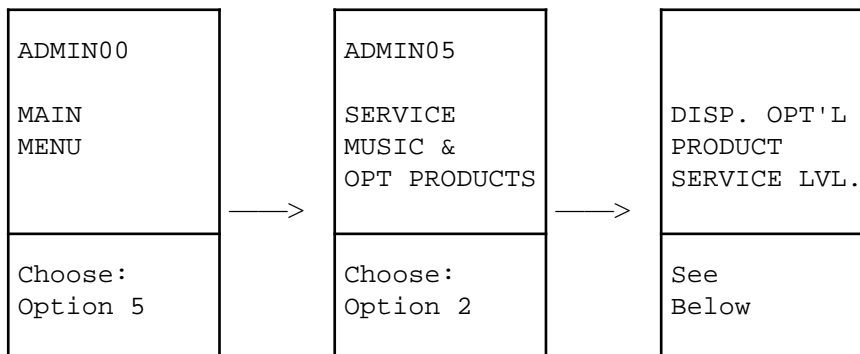 ADMIN00
MAIN
MENU
Choose:
Option 5
ADMIN05
SERVICE
MUSIC &
OPT PRODUCTS
Choose:
Option 2
DISP. OPT'L
PRODUCT
SERVICE LVL.
See
Below